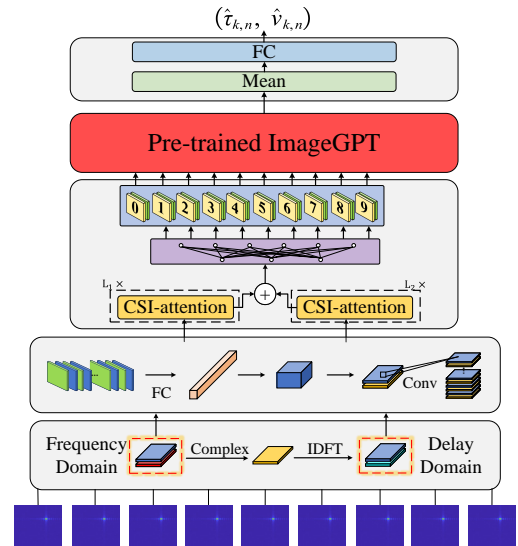 (τ̂ₖ,ₙ, ν̂ₖ,ₙ)
FC
Mean
Pre-trained ImageGPT
0 1 2 3 4 5 6 7 8 9
L₁ × L₂ ×
CSI-attention + CSI-attention
...
FC Conv
Frequency Domain Complex IDFT Delay Domain